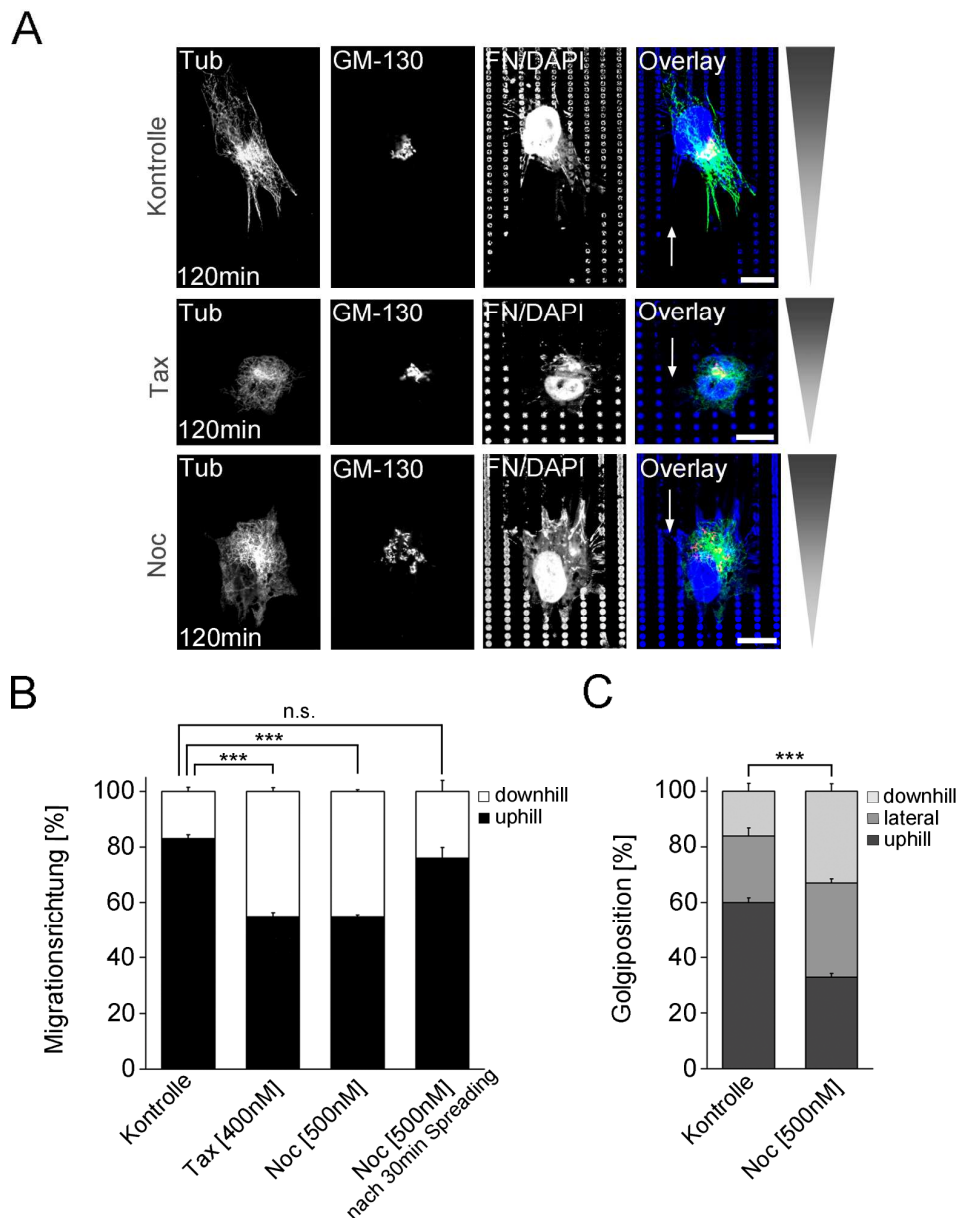 A
Kontrolle
Tub
GM-130
FN/DAPI
Overlay
120min
Tax
Tub
GM-130
FN/DAPI
Overlay
120min
Noc
Tub
GM-130
FN/DAPI
Overlay
120min
B
n.s.
***
***
Migrationsrichtung [%]
100
80
60
40
20
0
downhill
uphill
Kontrolle
Tax [400nM]
Noc [500nM]
Noc [500nM]
nach 30min Spreading
C
***
Golgiposition [%]
100
80
60
40
20
0
downhill
lateral
uphill
Kontrolle
Noc [500nM]